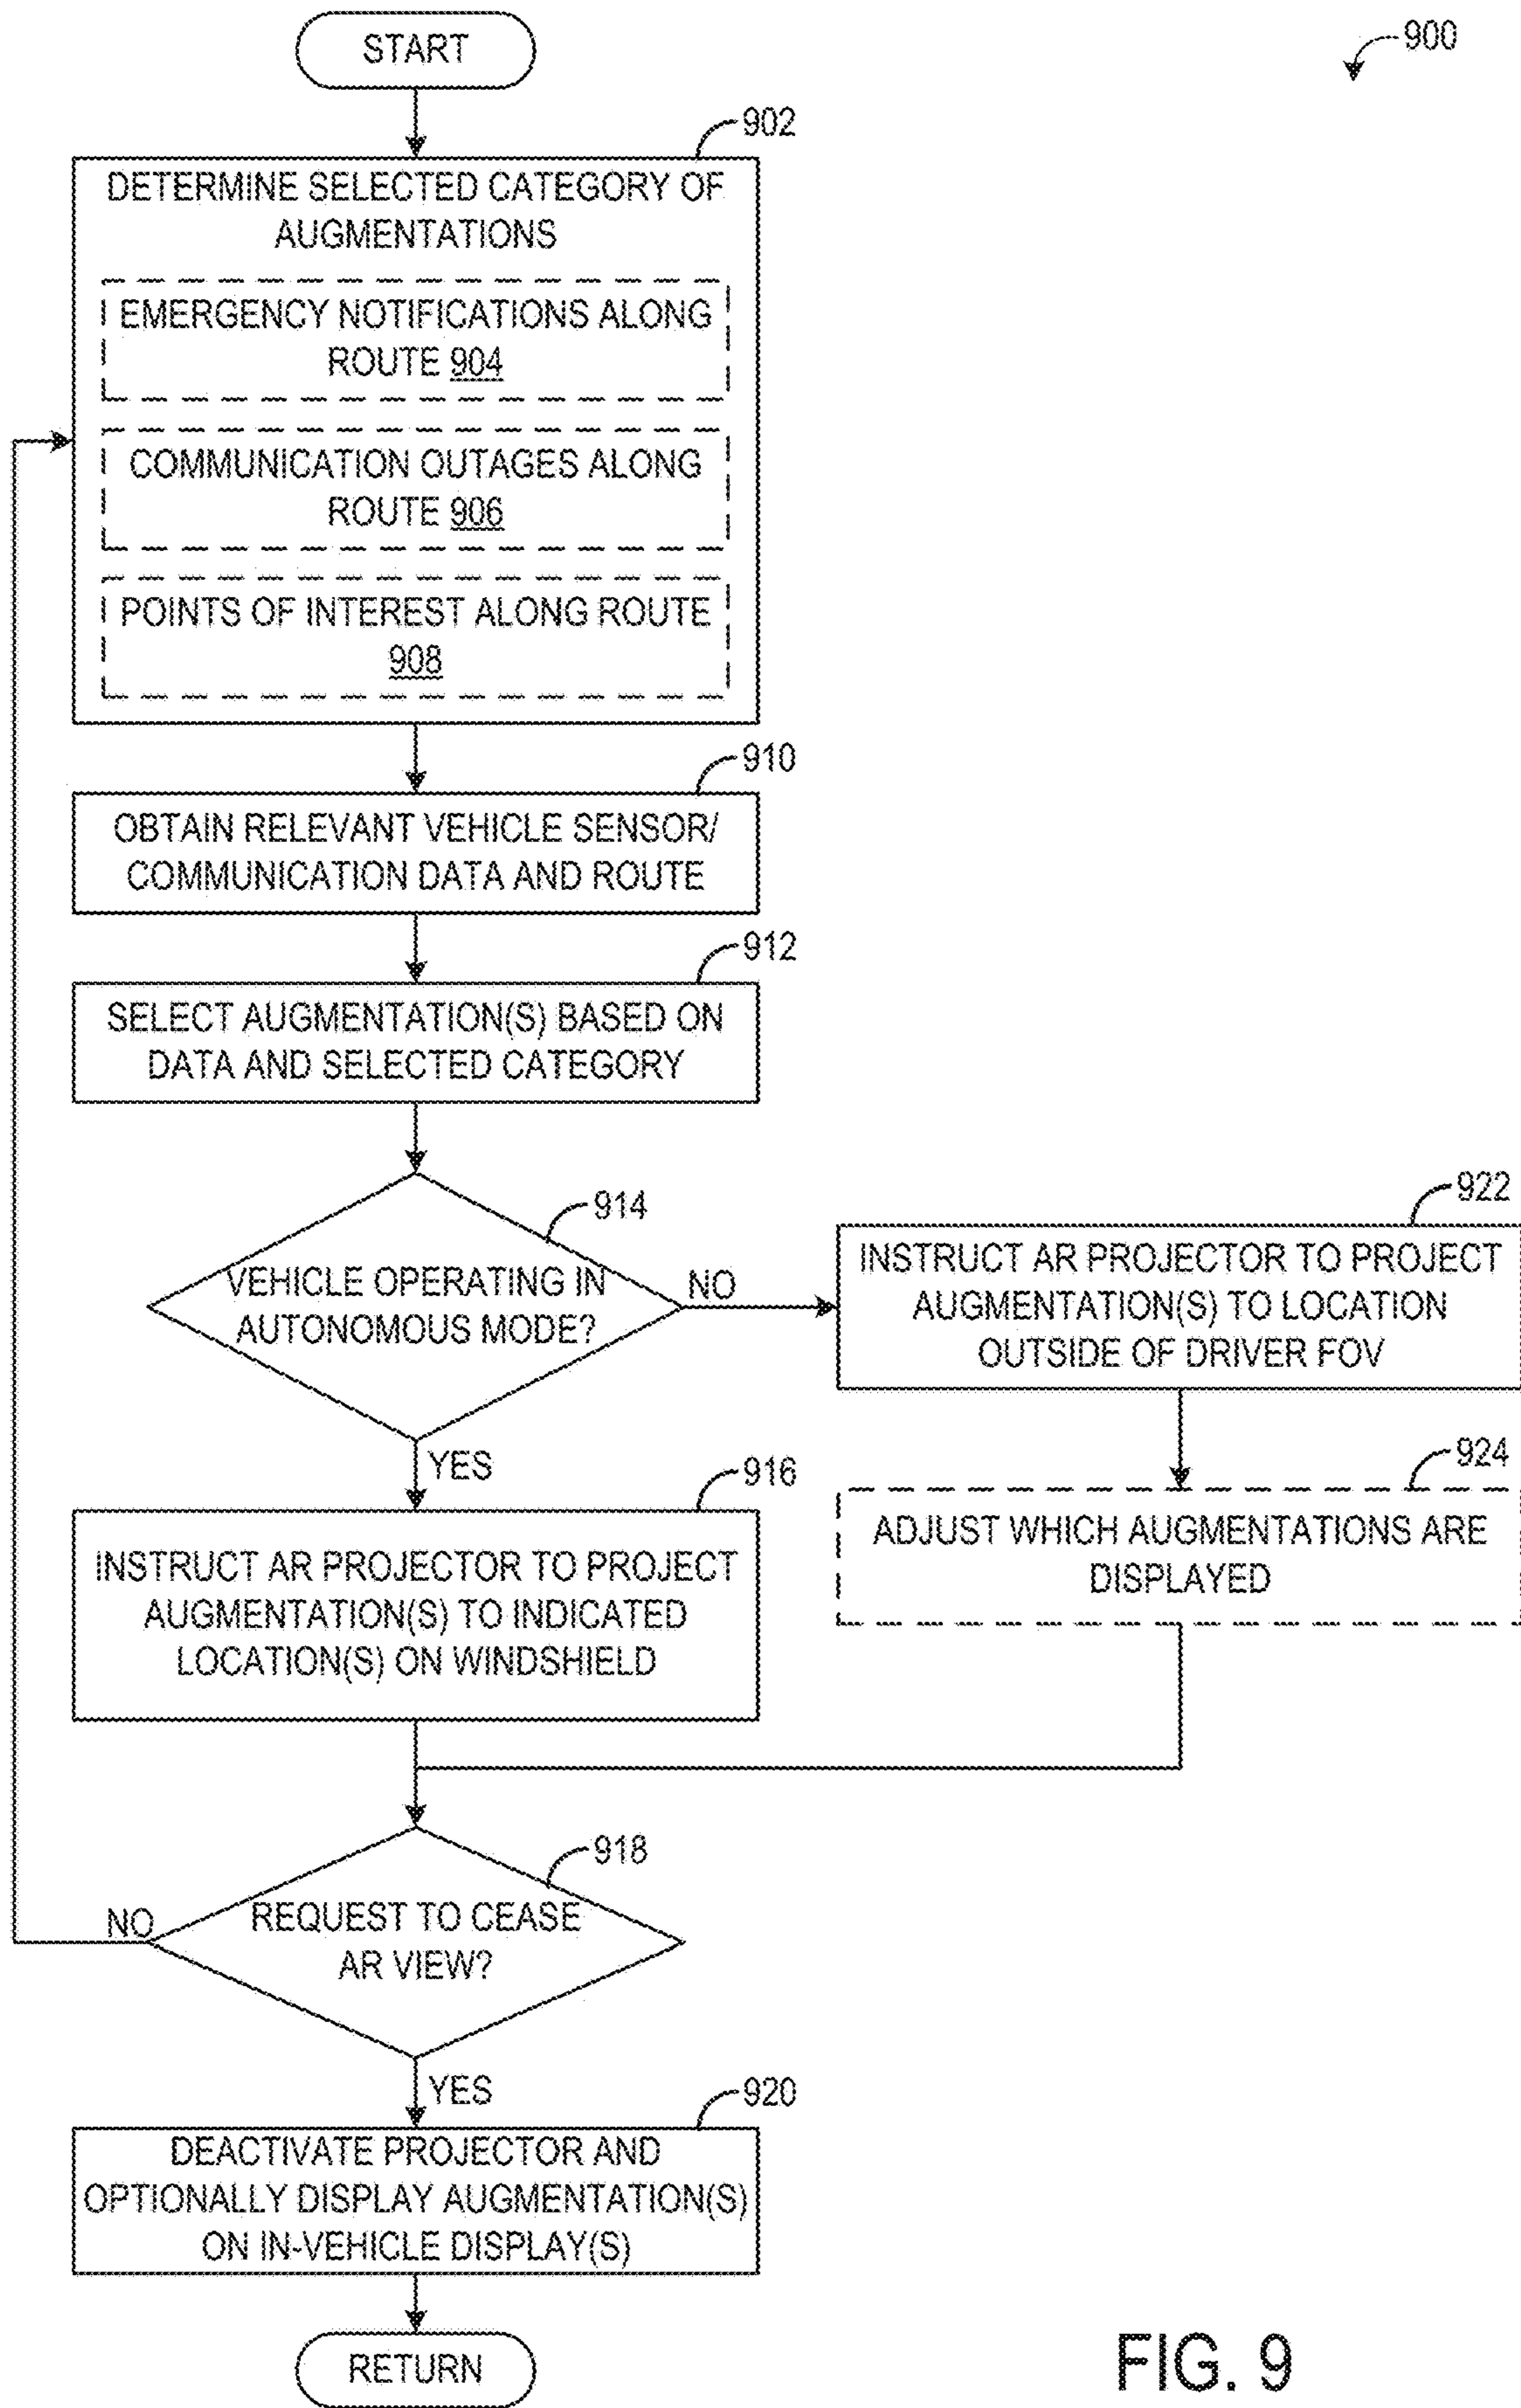 START
900
902
DETERMINE SELECTED CATEGORY OF
AUGMENTATIONS
EMERGENCY NOTIFICATIONS ALONG
ROUTE 904
COMMUNICATION OUTAGES ALONG
ROUTE 906
POINTS OF INTEREST ALONG ROUTE
908
910
OBTAIN RELEVANT VEHICLE SENSOR/
COMMUNICATION DATA AND ROUTE
912
SELECT AUGMENTATION(S) BASED ON
DATA AND SELECTED CATEGORY
914
VEHICLE OPERATING IN
AUTONOMOUS MODE?
NO
922
INSTRUCT AR PROJECTOR TO PROJECT
AUGMENTATION(S) TO LOCATION
OUTSIDE OF DRIVER FOV
924
ADJUST WHICH AUGMENTATIONS ARE
DISPLAYED
YES
916
INSTRUCT AR PROJECTOR TO PROJECT
AUGMENTATION(S) TO INDICATED
LOCATION(S) ON WINDSHIELD
918
REQUEST TO CEASE
AR VIEW?
NO
YES
920
DEACTIVATE PROJECTOR AND
OPTIONALLY DISPLAY AUGMENTATION(S)
ON IN-VEHICLE DISPLAY(S)
RETURN
FIG. 9